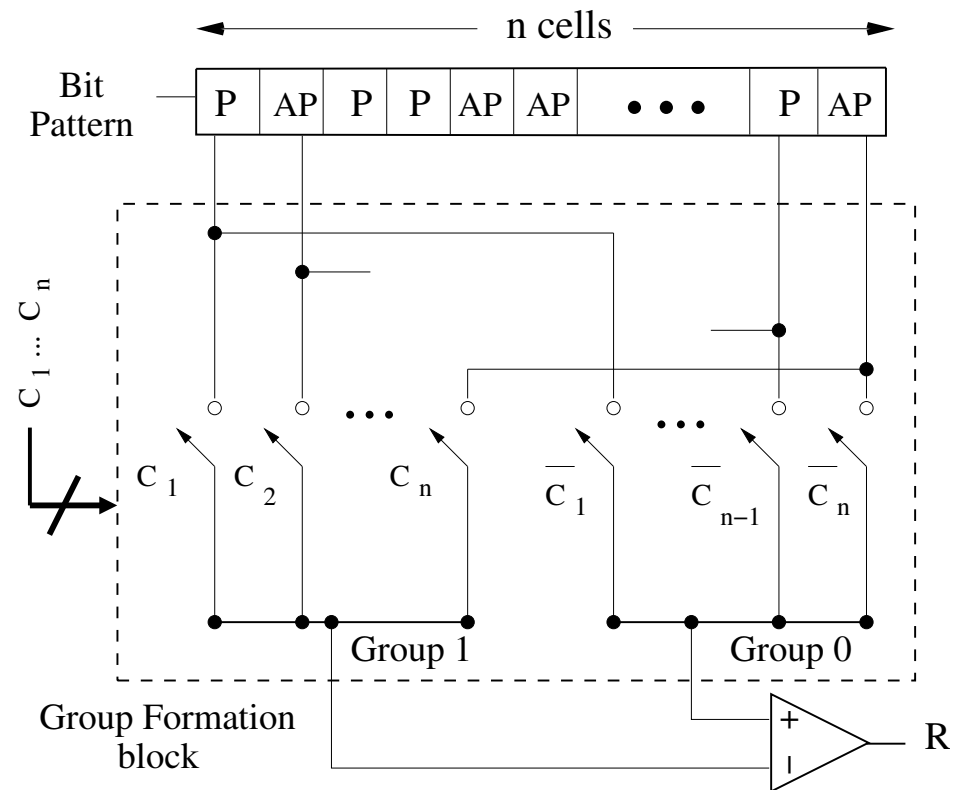 n cells
Bit
Pattern
P AP P P AP AP • • • P AP
C 1 ... C n
• • •
• • •
C 1
C 2
C n
C̅ 1
C̅ n−1
C̅ n
Group 1
Group 0
Group Formation
block
+
−
R